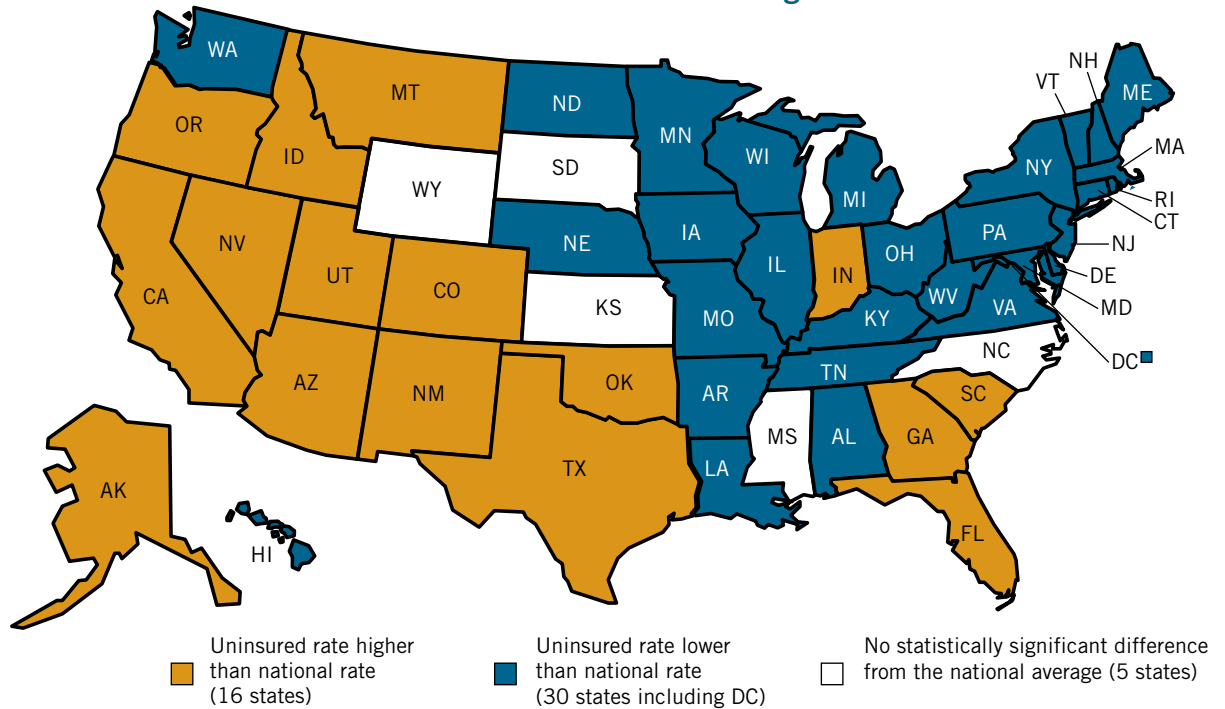 WA
MT
ND
MN
VT
NH
ME
OR
ID
SD
WI
NY
MA
WY
MI
RI
CT
IA
NE
PA
NJ
NV
UT
CO
IL
IN
OH
DE
CA
KS
MO
WV
VA
MD
KY
NC
DC
TN
AZ
NM
OK
AR
SC
MS
AL
GA
TX
LA
AK
FL
HI
Uninsured rate higher
than national rate
(16 states)
Uninsured rate lower
than national rate
(30 states including DC)
No statistically significant difference
from the national average (5 states)